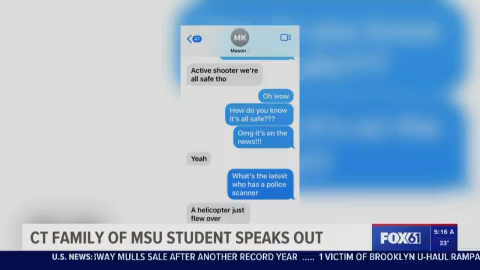 47
MK
Mason
Active shooter we're
all safe tho
Oh wow
How do you know
it's all safe???
Omg it's on the
news!!!
Yeah
What's the latest
who has a police
scanner
A helicopter just
flew over
CT FAMILY OF MSU STUDENT SPEAKS OUT
FOX61
5:16 A
33°
U.S. NEWS: IWAY MULLS SALE AFTER ANOTHER RECORD YEAR ..... 1 VICTIM OF BROOKLYN U-HAUL RAMPA